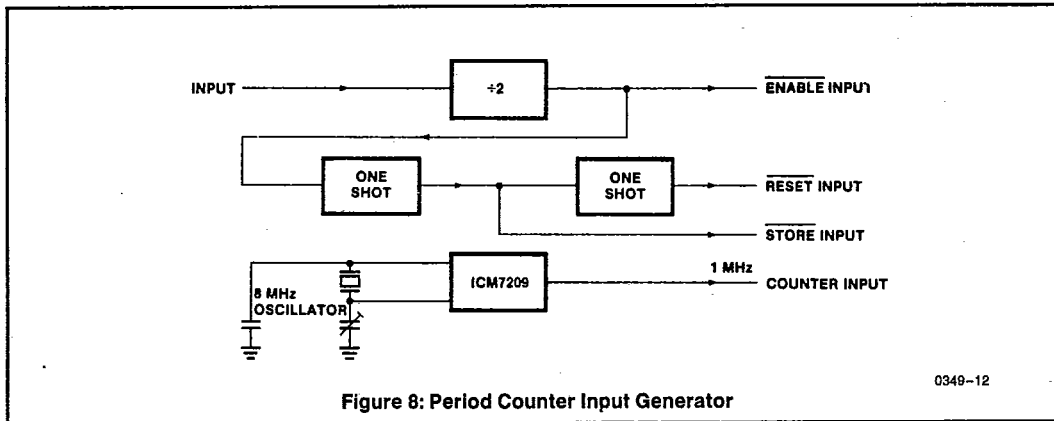 INPUT
÷2
ENABLE INPUT
ONE
SHOT
ONE
SHOT
RESET INPUT
STORE INPUT
8 MHz
OSCILLATOR
ICM7209
1 MHz
COUNTER INPUT
0349-12
Figure 8: Period Counter Input Generator